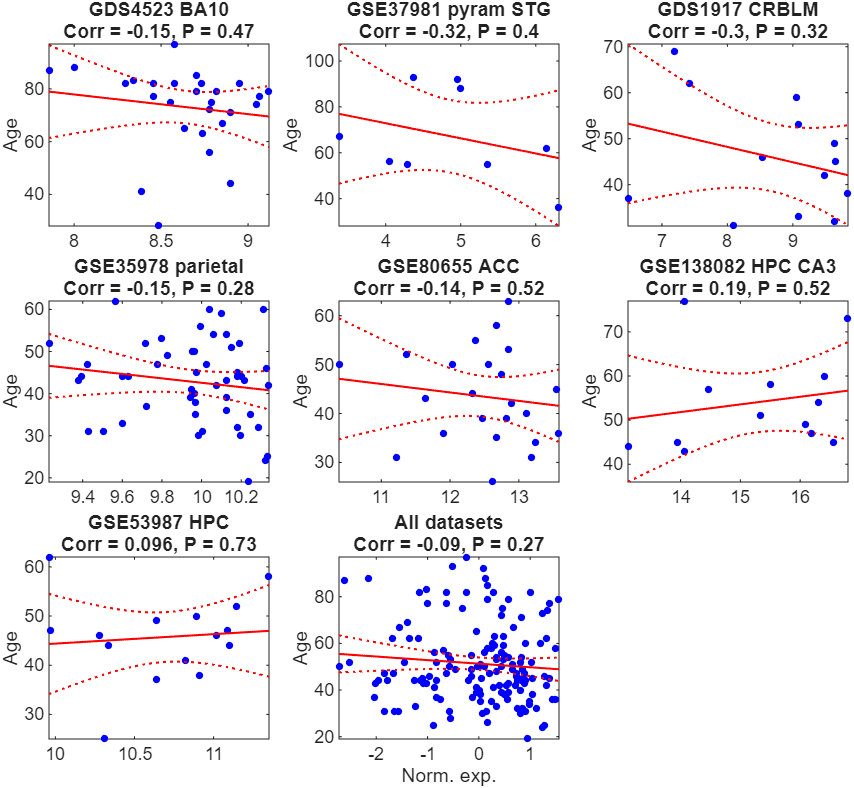 GDS4523 BA10
Corr = -0.15, P = 0.47
Age
80
60
40
8
8.5
9
GSE37981 pyram STG
Corr = -0.32, P = 0.4
Age
100
80
60
40
4
5
6
GDS1917 CRBLM
Corr = -0.3, P = 0.32
Age
70
60
50
40
7
8
9
GSE35978 parietal
Corr = -0.15, P = 0.28
Age
60
50
40
30
20
9.4
9.6
9.8
10
10.2
GSE80655 ACC
Corr = -0.14, P = 0.52
Age
60
50
40
30
11
12
13
GSE138082 HPC CA3
Corr = 0.19, P = 0.52
Age
70
60
50
40
14
15
16
GSE53987 HPC
Corr = 0.096, P = 0.73
Age
60
50
40
30
10
10.5
11
All datasets
Corr = -0.09, P = 0.27
Age
80
60
40
20
-2
-1
0
1
Norm. exp.